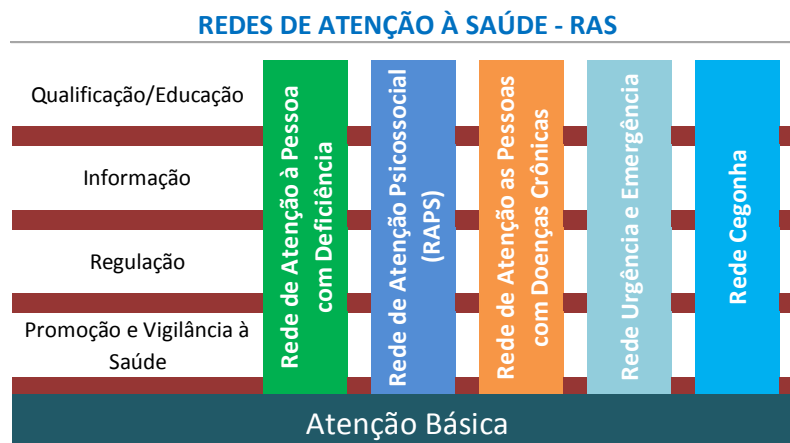 REDES DE ATENÇÃO À SAÚDE - RAS
Qualificação/Educação
Informação
Regulação
Promoção e Vigilância à
Saúde
Rede de Atenção à Pessoa
com Deficiência
Rede de Atenção Psicossocial
(RAPS)
Rede de Atenção as Pessoas
com Doenças Crônicas
Rede Urgência e Emergência
Rede Cegonha
Atenção Básica